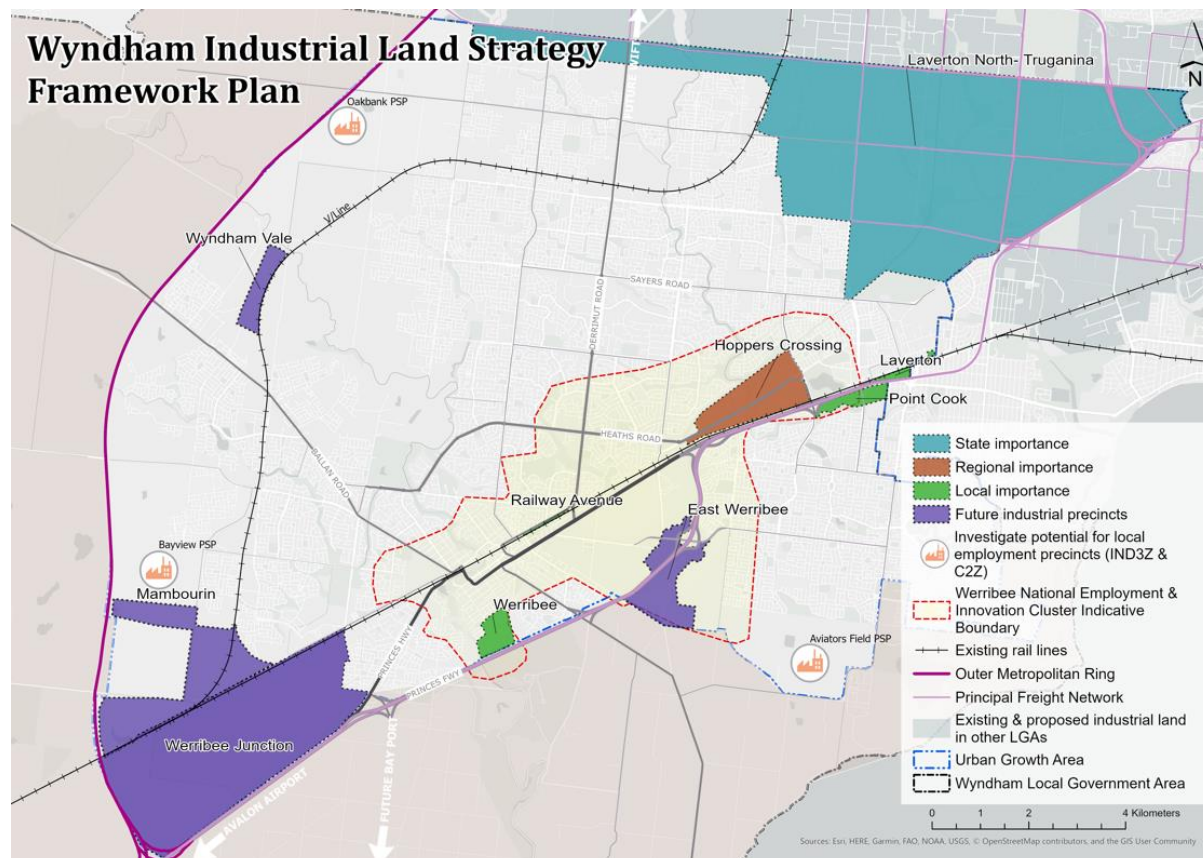 Wyndham Industrial Land Strategy
Framework Plan
Laverton North- Truganina
N
Oakbank PSP
V/Line
Wyndham Vale
SAYERS ROAD
DERRIMUT ROAD
Hoppers Crossing
Laverton
Point Cook
HEATHS ROAD
BALLAN ROAD
Railway Avenue
East Werribee
Bayview PSP
Mambourin
Werribee
PRINCES HWY
PRINCES FWY
Aviators Field PSP
Werribee Junction
AVALON AIRPORT
FUTURE BAY PORT
State importance
Regional importance
Local importance
Future industrial precincts
Investigate potential for local
employment precincts (IND3Z &
C2Z)
Werribee National Employment &
Innovation Cluster Indicative
Boundary
Existing rail lines
Outer Metropolitan Ring
Principal Freight Network
Existing & proposed industrial land
in other LGAs
Urban Growth Area
Wyndham Local Government Area
0 2 4 Kilometers
Sources: Esri, HERE, Garmin, FAO, NOAA, USGS, © OpenStreetMap contributors, and the GIS User Community